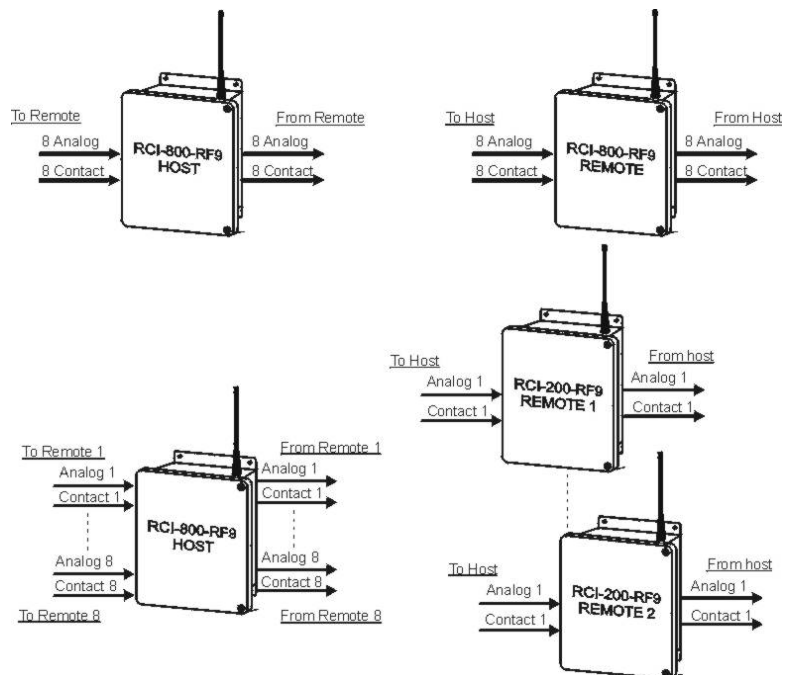 To Remote
8 Analog
8 Contact
RCI-800-RF9
HOST
From Remote
8 Analog
8 Contact
To Host
8 Analog
8 Contact
RCI-800-RF9
REMOTE
From Host
8 Analog
8 Contact
To Host
Analog 1
Contact 1
RCI-200-RF9
REMOTE 1
From host
Analog 1
Contact 1
To Remote 1
Analog 1
Contact 1
Analog 8
Contact 8
To Remote 8
RCI-800-RF9
HOST
From Remote 1
Analog 1
Contact 1
Analog 8
Contact 8
From Remote 8
To Host
Analog 1
Contact 1
RCI-200-RF9
REMOTE 2
From host
Analog 1
Contact 1